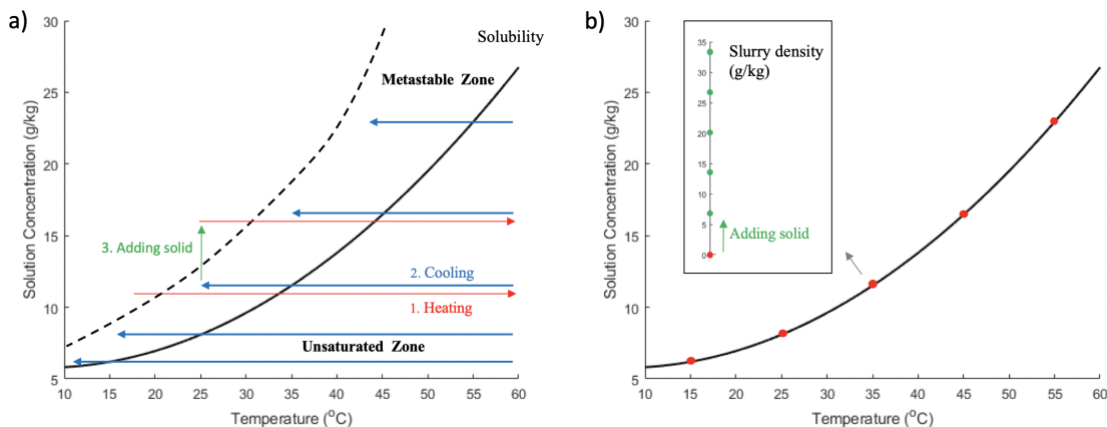 a)
30
25
20
15
10
5
10 15 20 25 30 35 40 45 50 55 60
Solution Concentration (g/kg)
Temperature (°C)
Solubility
Metastable Zone
3. Adding solid
2. Cooling
1. Heating
Unsaturated Zone
b)
30
25
20
15
10
5
10 15 20 25 30 35 40 45 50 55 60
Solution Concentration (g/kg)
Temperature (°C)
35
30
25
20
15
10
5
0
Slurry density
(g/kg)
Adding solid